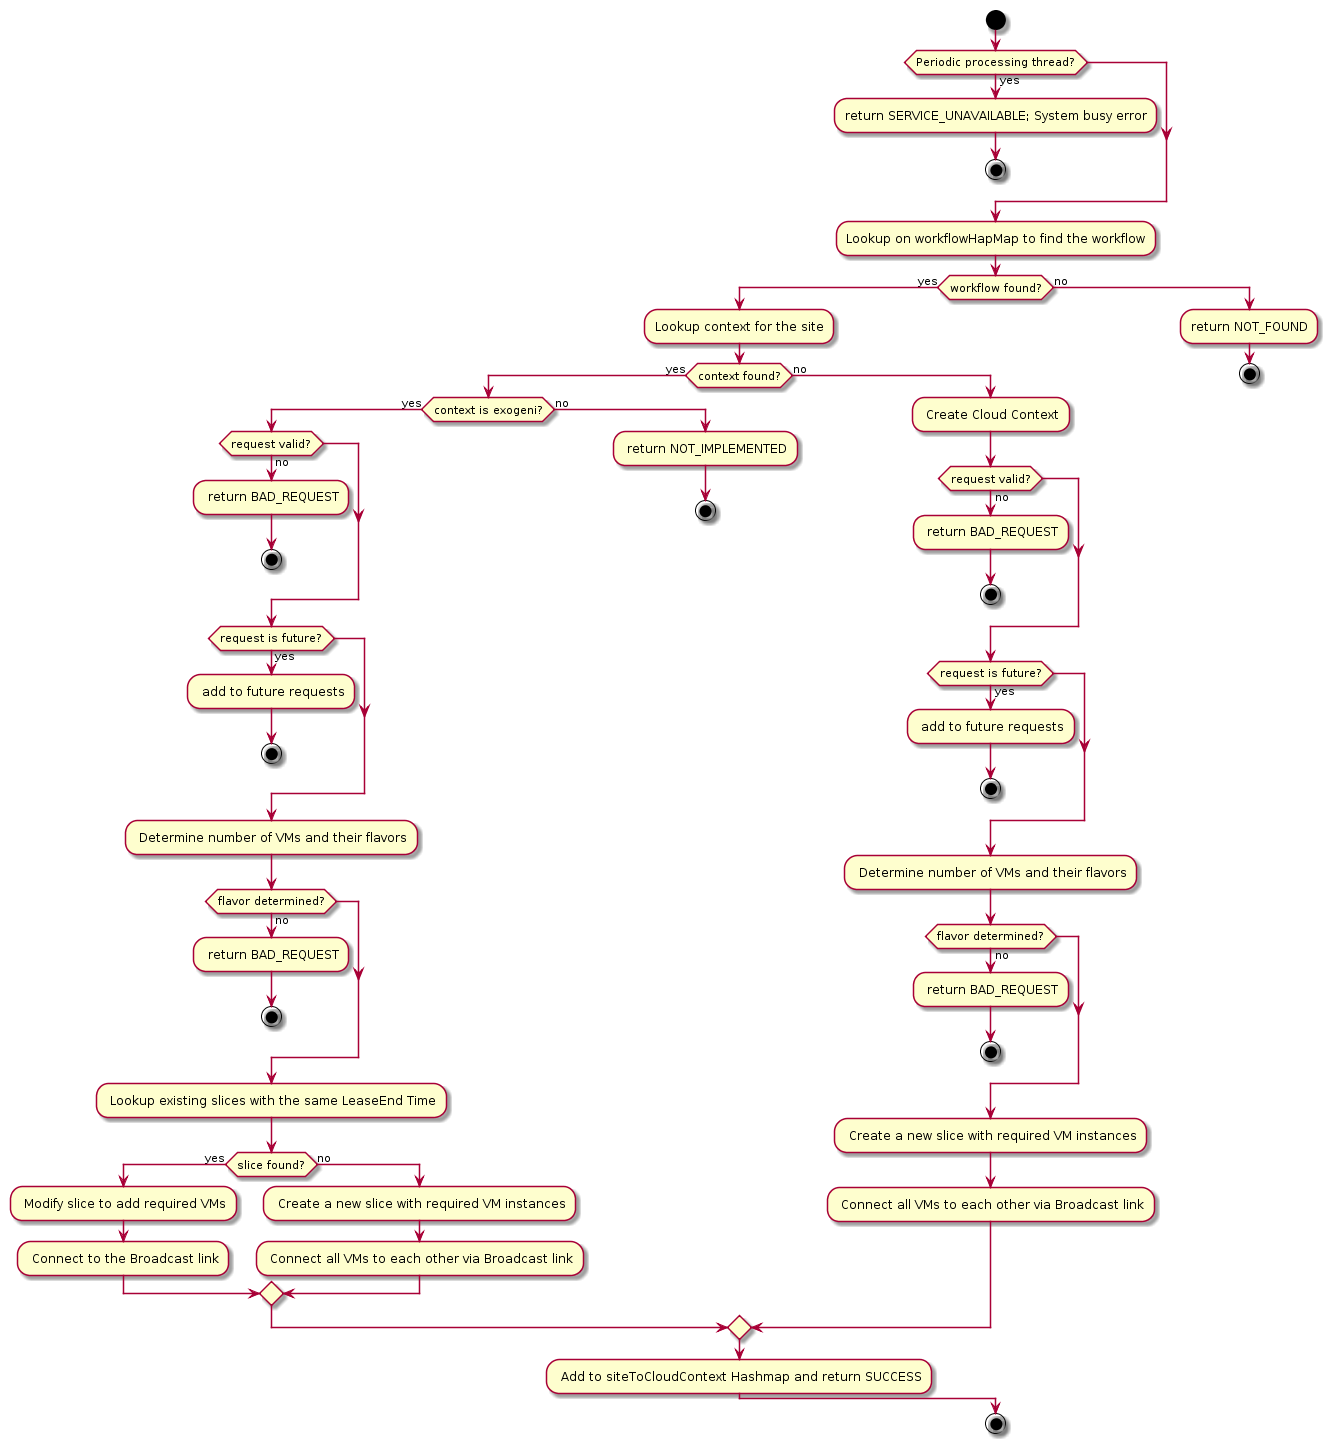 Periodic processing thread?
yes
return SERVICE_UNAVAILABLE; System busy error
Lookup on workflowHapMap to find the workflow
yes
workflow found?
no
Lookup context for the site
return NOT_FOUND
yes
context found?
no
yes
context is exogeni?
no
request valid?
no
return BAD_REQUEST
request is future?
yes
add to future requests
Determine number of VMs and their flavors
flavor determined?
no
return BAD_REQUEST
Lookup existing slices with the same LeaseEnd Time
yes
slice found?
no
Modify slice to add required VMs
Connect to the Broadcast link
Create a new slice with required VM instances
Connect all VMs to each other via Broadcast link
return NOT_IMPLEMENTED
Create Cloud Context
request valid?
no
return BAD_REQUEST
request is future?
yes
add to future requests
Determine number of VMs and their flavors
flavor determined?
no
return BAD_REQUEST
Create a new slice with required VM instances
Connect all VMs to each other via Broadcast link
Add to siteToCloudContext Hashmap and return SUCCESS